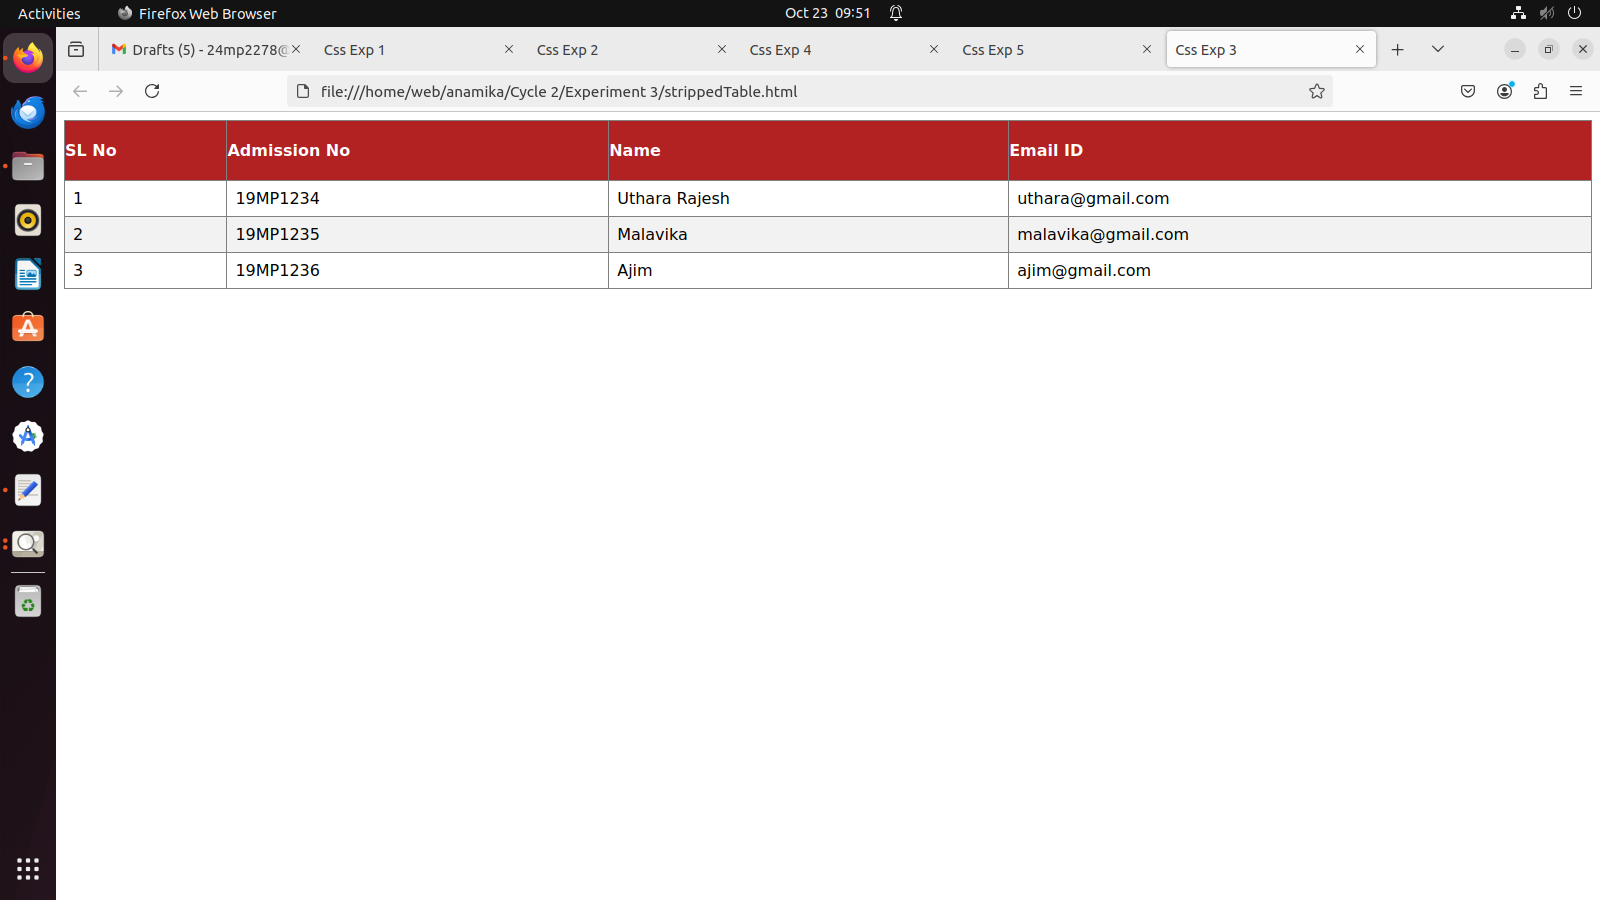 Activities Firefox Web Browser Oct 23 09:51
Drafts (5) - 24mp2278@ Css Exp 1 Css Exp 2 Css Exp 4 Css Exp 5 Css Exp 3
file:///home/web/anamika/Cycle 2/Experiment 3/strippedTable.html
SL No Admission No Name Email ID
1 19MP1234 Uthara Rajesh uthara@gmail.com
2 19MP1235 Malavika malavika@gmail.com
3 19MP1236 Ajim ajim@gmail.com